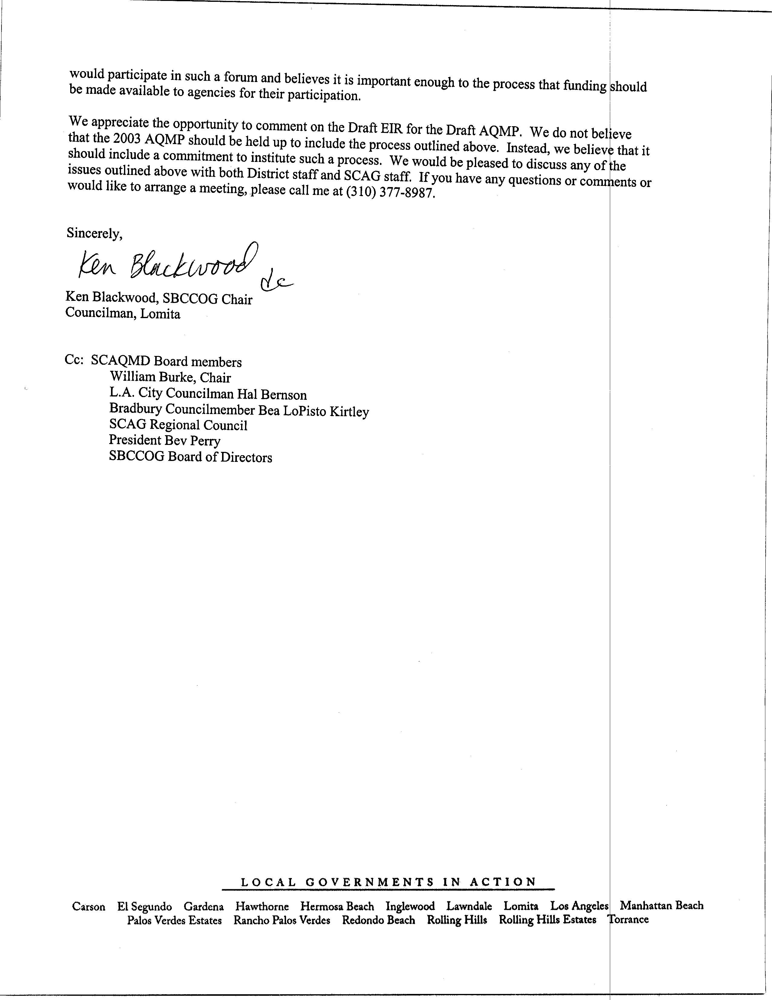 would participate in such a forum and believes it is important enough to the process that funding should
be made available to agencies for their participation.
We appreciate the opportunity to comment on the Draft EIR for the Draft AQMP. We do not believe
that the 2003 AQMP should be held up to include the process outlined above. Instead, we believe that it
should include a commitment to institute such a process. We would be pleased to discuss any of the
issues outlined above with both District staff and SCAG staff. If you have any questions or comments or
would like to arrange a meeting, please call me at (310) 377-8987.
Sincerely,
Ken Blackwood
Ken Blackwood, SBCCOG Chair
Councilman, Lomita
Cc: SCAQMD Board members
William Burke, Chair
L.A. City Councilman Hal Bernson
Bradbury Councilmember Bea LoPisto Kirtley
SCAG Regional Council
President Bev Perry
SBCCOG Board of Directors
LOCAL GOVERNMENTS IN ACTION
Carson El Segundo Gardena Hawthorne Hermosa Beach Inglewood Lawndale Lomita Los Angeles Manhattan Beach
Palos Verdes Estates Rancho Palos Verdes Redondo Beach Rolling Hills Rolling Hills Estates Torrance